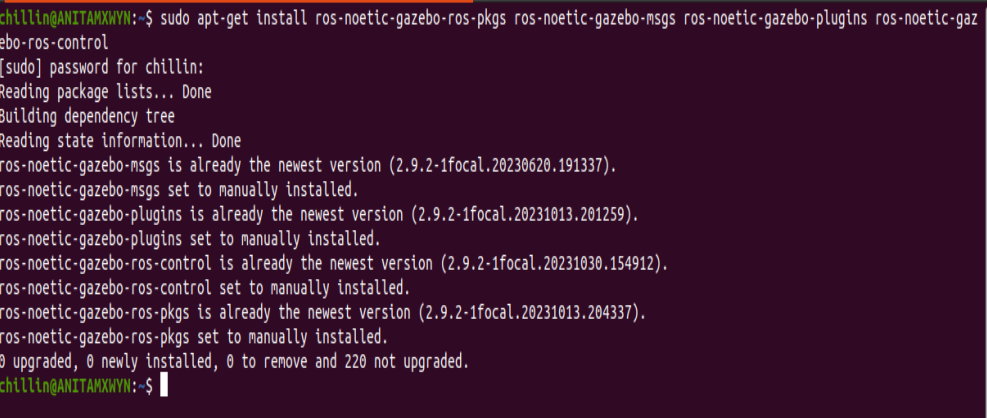 chillin@ANITAMXWYN:~$ sudo apt-get install ros-noetic-gazebo-ros-pkgs ros-noetic-gazebo-msgs ros-noetic-gazebo-plugins ros-noetic-gaz
ebo-ros-control
[sudo] password for chillin:
Reading package lists... Done
Building dependency tree
Reading state information... Done
ros-noetic-gazebo-msgs is already the newest version (2.9.2-1focal.20230620.191337).
ros-noetic-gazebo-msgs set to manually installed.
ros-noetic-gazebo-plugins is already the newest version (2.9.2-1focal.20231013.201259).
ros-noetic-gazebo-plugins set to manually installed.
ros-noetic-gazebo-ros-control is already the newest version (2.9.2-1focal.20231030.154912).
ros-noetic-gazebo-ros-control set to manually installed.
ros-noetic-gazebo-ros-pkgs is already the newest version (2.9.2-1focal.20231013.204337).
ros-noetic-gazebo-ros-pkgs set to manually installed.
0 upgraded, 0 newly installed, 0 to remove and 220 not upgraded.
chillin@ANITAMXWYN:~$